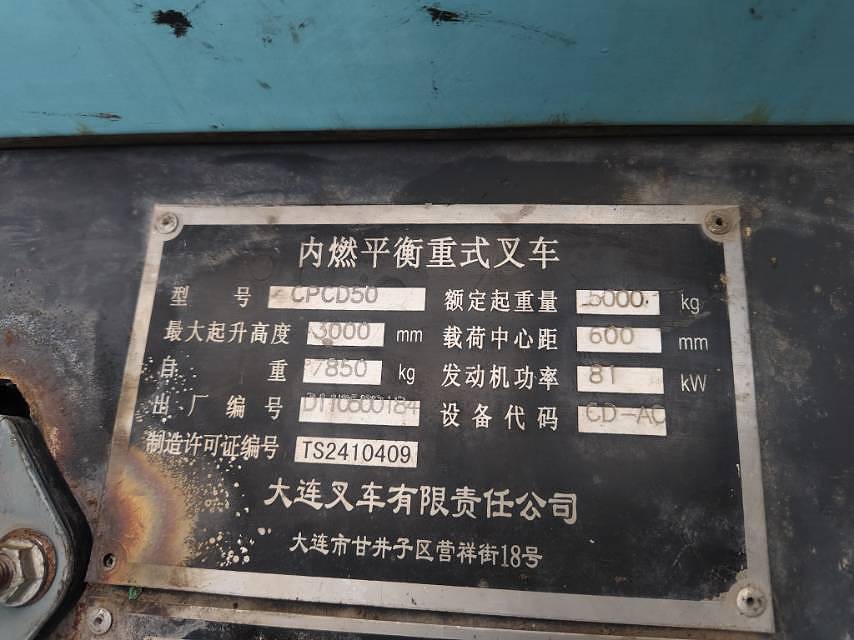 内燃平衡重式叉车
型号 CPCD50 额定起重量 5000. kg
最大起升高度 3000 mm 载荷中心距 600 mm
自重 7850 kg 发动机功率 81 kW
出厂编号 D110500184 设备代码 CD-AC
制造许可证编号 TS2410409
大连叉车有限责任公司
大连市甘井子区营祥街18号